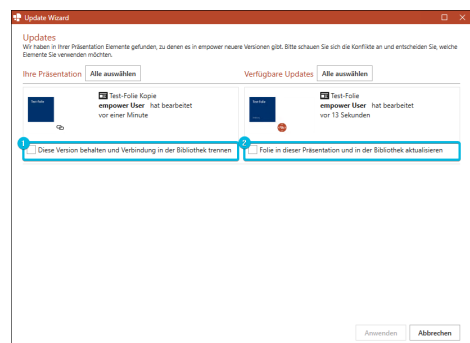 Update Wizard
Updates
Wir haben in Ihrer Präsentation Elemente gefunden, zu denen es in empower neuere Versionen gibt. Bitte schauen Sie sich die Konflikte an und entscheiden Sie, welche
Elemente Sie verwenden möchten.
Ihre Präsentation Alle auswählen Verfügbare Updates Alle auswählen
Test-Folie Test-Folie Kopie Test-Folie Test-Folie
empower User hat bearbeitet empower User hat bearbeitet
vor einer Minute vor 13 Sekunden
1 2
Diese Version behalten und Verbindung in der Bibliothek trennen Folie in dieser Präsentation und in der Bibliothek aktualisieren
Anwenden Abbrechen